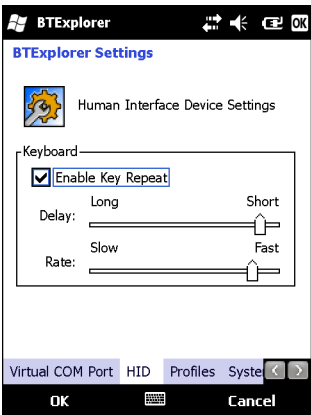 BTExplorer OK
BTExplorer Settings
Human Interface Device Settings
Keyboard
Enable Key Repeat
Long Short
Delay:
Slow Fast
Rate:
Virtual COM Port HID Profiles Syste
OK Cancel